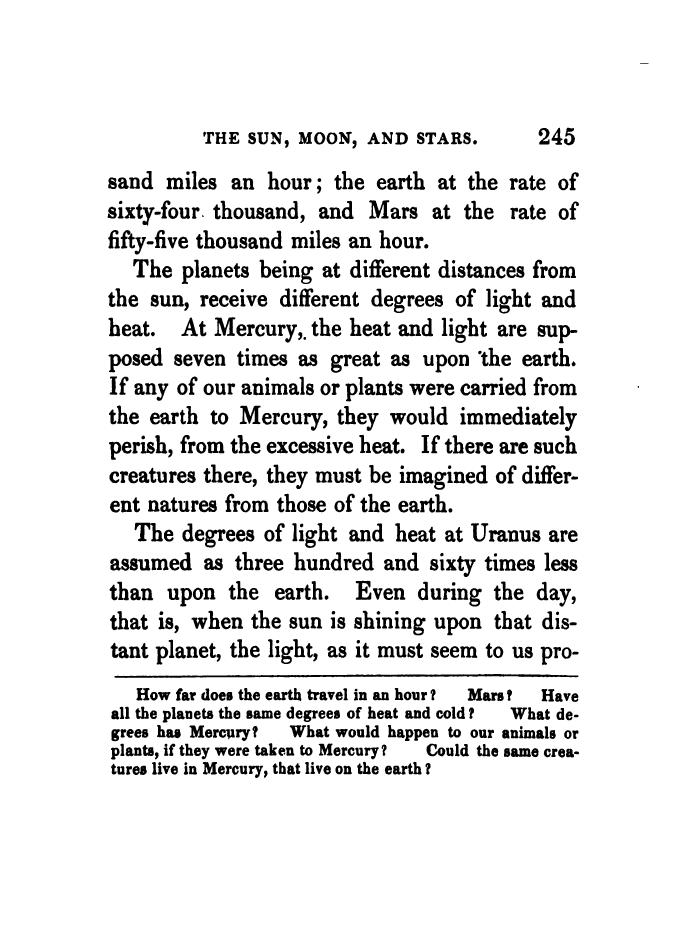 THE SUN, MOON, AND STARS. 245
sand miles an hour; the earth at the rate of
sixty-four thousand, and Mars at the rate of
fifty-five thousand miles an hour.
The planets being at different distances from
the sun, receive different degrees of light and
heat. At Mercury, the heat and light are sup-
posed seven times as great as upon the earth.
If any of our animals or plants were carried from
the earth to Mercury, they would immediately
perish, from the excessive heat. If there are such
creatures there, they must be imagined of differ-
ent natures from those of the earth.
The degrees of light and heat at Uranus are
assumed as three hundred and sixty times less
than upon the earth. Even during the day,
that is, when the sun is shining upon that dis-
tant planet, the light, as it must seem to us pro-
How far does the earth travel in an hour? Mars? Have
all the planets the same degrees of heat and cold? What de-
grees has Mercury? What would happen to our animals or
plants, if they were taken to Mercury? Could the same crea-
tures live in Mercury, that live on the earth?